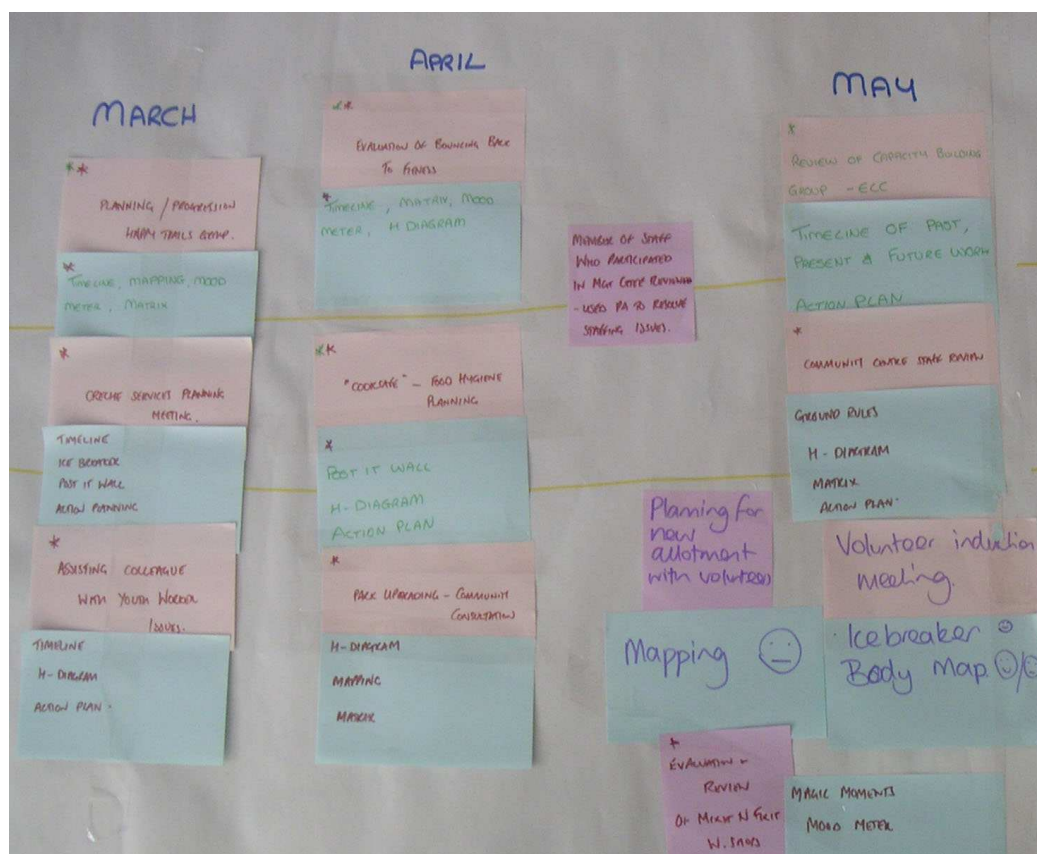 MARCH
**
PLANNING / PROGRESSION
HAPPY TRAILS GROUP.
*
TIMELINE, MAPPING, MOOD
METER, MATRIX
*
CRECHE SERVICES PLANNING
MEETING.
TIMELINE
ICE BREAKER
POST IT WALL
ACTION PLANNING
*
ASSISTING COLLEAGUE
WITH YOUTH WORKER
ISSUES.
TIMELINE
H-DIAGRAM
ACTION PLAN.
APRIL
**
EVALUATION OF BOUNCING BACK
TO FITNESS
*
TIMELINE, MATRIX, MOOD
METER, H DIAGRAM
**
"COOKSAFE" - FOOD HYGIENE
PLANNING
*
POST IT WALL
H-DIAGRAM
ACTION PLAN
*
PARK UPGRADING - COMMUNITY
CONSULTATION
H-DIAGRAM
MAPPING
MATRIX
MEMBER OF STAFF
WHO PARTICIPATED
IN MGT CTTE REVIEW
- USED PA TO RESOLVE
STAFFING ISSUES.
MAY
*
REVIEW OF CAPACITY BUILDING
GROUP - ECC
TIMELINE OF PAST,
PRESENT & FUTURE WORK
ACTION PLAN
*
COMMUNITY CENTRE STAFF REVIEW
GROUND RULES
H-DIAGRAM
MATRIX
ACTION PLAN.
Planning for
new
allotment
with volunteers
Mapping
Volunteer induction
meeting.
Icebreaker
Body Map
*
EVALUATION &
REVIEW
OF
MAGIC MOMENTS
MOOD METER